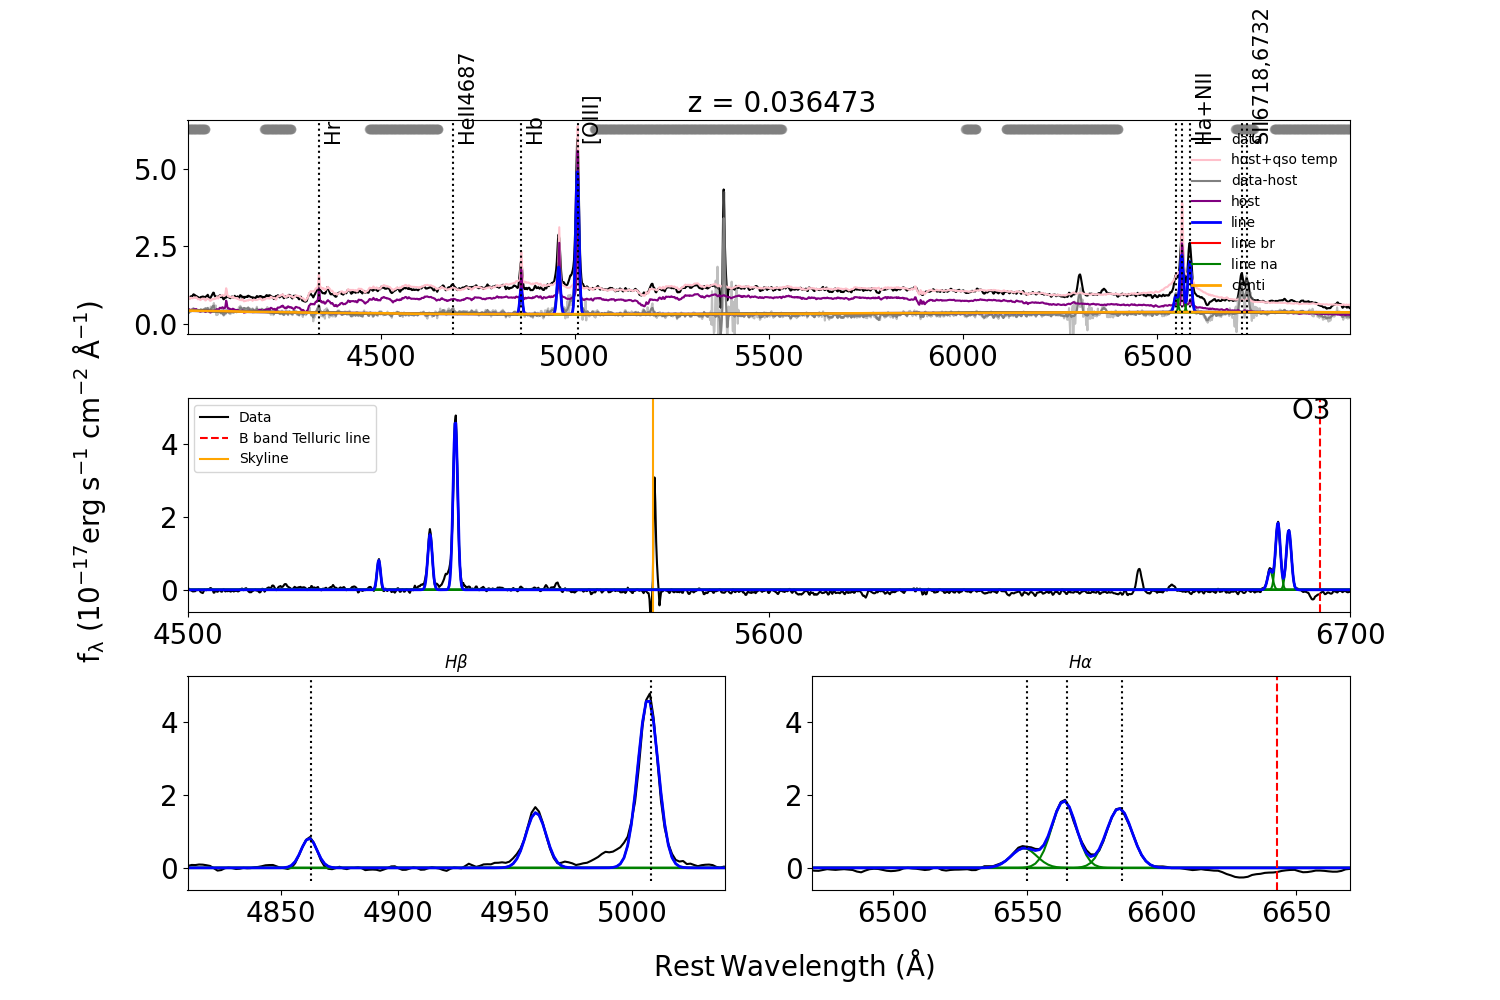 z = 0.036473
Hr
HeII4687
Hb
[OIII]
Ha+NII
SII6718,6732
data
host+qso temp
data-host
host
line
line br
line na
conti
5.0
2.5
0.0
4500 5000 5500 6000 6500
Data
B band Telluric line
Skyline
O3
4
2
0
4500 5600 6700
fλ (10⁻¹⁷erg s⁻¹ cm⁻² Å⁻¹)
Hβ
4
2
0
4850 4900 4950 5000
Hα
4
2
0
6500 6550 6600 6650
Rest Wavelength (Å)